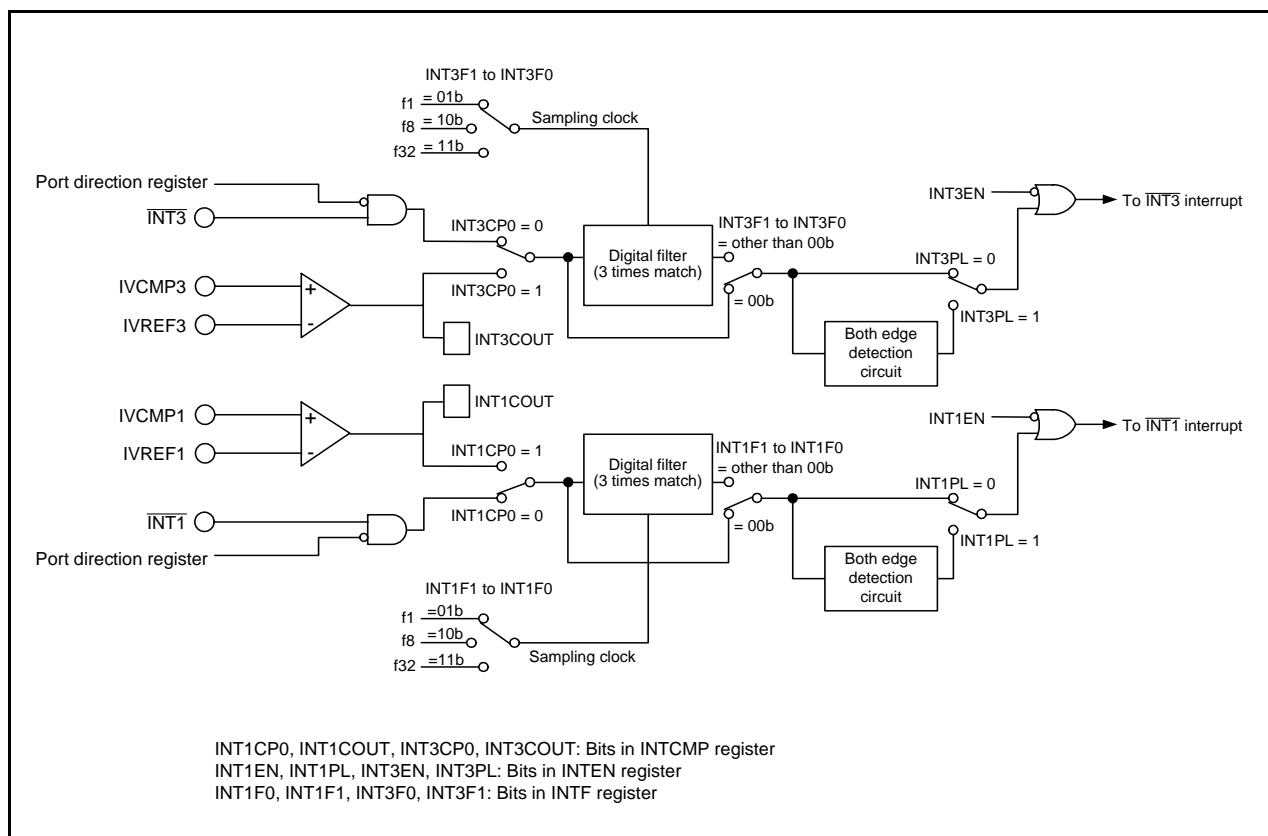 INT3F1 to INT3F0
f1 = 01b
f8 = 10b
f32 = 11b
Sampling clock
Port direction register
INT3
INT3CP0 = 0
IVCMP3
+
IVREF3
-
INT3CP0 = 1
INT3COUT
Digital filter
(3 times match)
INT3F1 to INT3F0
= other than 00b
= 00b
INT3EN
To INT3 interrupt
INT3PL = 0
INT3PL = 1
Both edge
detection
circuit
INT1COUT
IVCMP1
+
IVREF1
-
INT1CP0 = 1
INT1
INT1CP0 = 0
Port direction register
Digital filter
(3 times match)
INT1F1 to INT1F0
= other than 00b
= 00b
INT1EN
To INT1 interrupt
INT1PL = 0
INT1PL = 1
Both edge
detection
circuit
INT1F1 to INT1F0
f1 =01b
f8 =10b
f32 =11b
Sampling clock
INT1CP0, INT1COUT, INT3CP0, INT3COUT: Bits in INTCMP register
INT1EN, INT1PL, INT3EN, INT3PL: Bits in INTEN register
INT1F0, INT1F1, INT3F0, INT3F1: Bits in INTF register